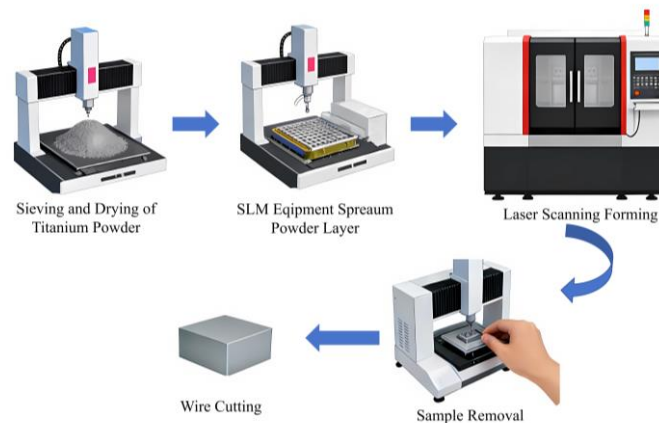 Sieving and Drying of
Titanium Powder
SLM Eqipment Spreaum
Powder Layer
Laser Scanning Forming
Wire Cutting
Sample Removal